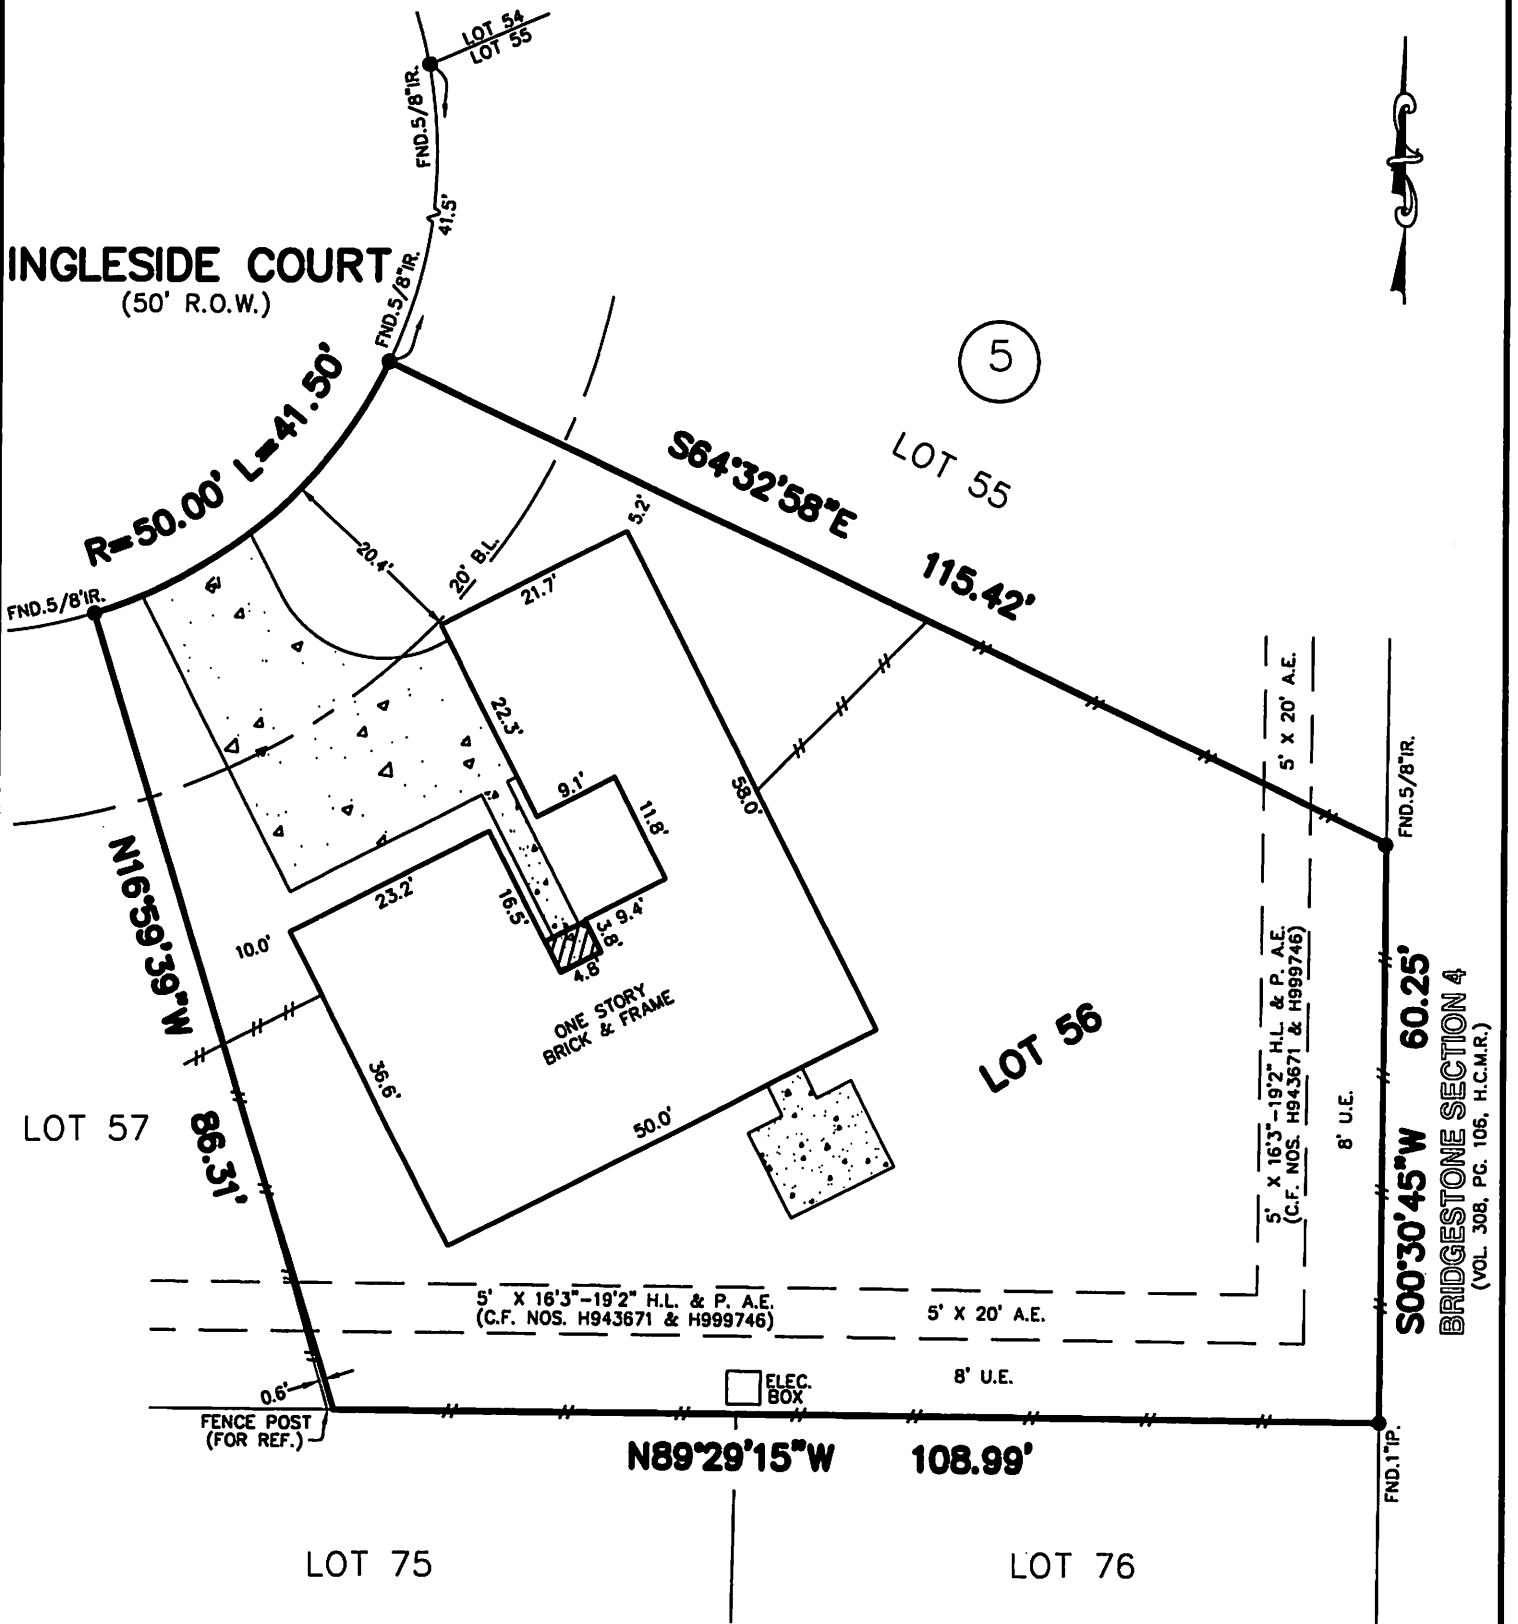 LOT 54
LOT 55
FND.5/8"IR.
41.5'
INGLESIDE COURT
(50' R.O.W.)
FND.5/8"IR.
5
R=50.00' L=41.50'
LOT 55
S64°32'58"E 115.42'
5.2'
20.4'
20' B.L.
21.7'
FND.5/8'IR.
22.3'
9.1'
11.8'
58.0'
5' X 20' A.E.
FND.5/8"IR.
N16°59'39"W 86.31'
10.0'
23.2'
16.5'
9.4'
3.8'
4.8'
ONE STORY
BRICK & FRAME
36.6'
50.0'
LOT 56
LOT 57
5' X 16'3"-19'2" H.L. & P. A.E.
(C.F. NOS. H943671 & H999746)
8' U.E.
S00°30'45"W 60.25'
BRIDGESTONE SECTION 4
(VOL. 308, PG. 106, H.C.M.R.)
5' X 16'3"-19'2" H.L. & P. A.E.
(C.F. NOS. H943671 & H999746)
5' X 20' A.E.
8' U.E.
ELEC.
BOX
0.6'
FENCE POST
(FOR REF.)
N89°29'15"W 108.99'
FND.1"IP.
LOT 75
LOT 76